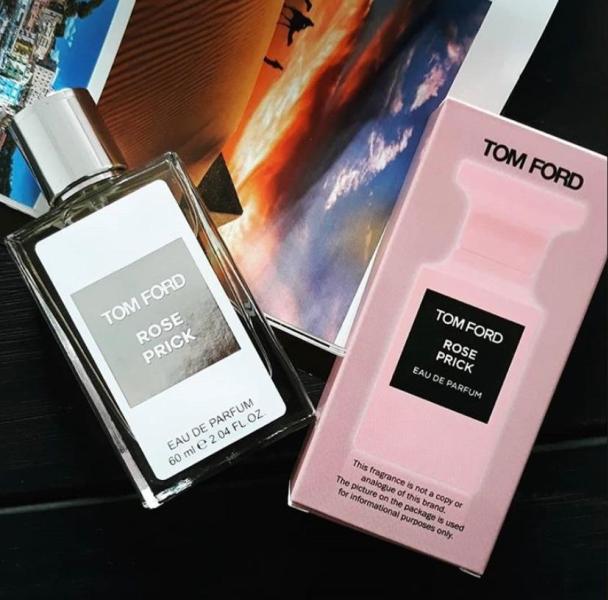 TOM FORD
ROSE
PRICK
EAU DE PARFUM
60 ml e 2.04 FL OZ.
TOM FORD
TOM FORD
ROSE
PRICK
EAU DE PARFUM
This fragrance is not a copy or
analogue of this brand.
The picture on the package is used
for informational purposes only.